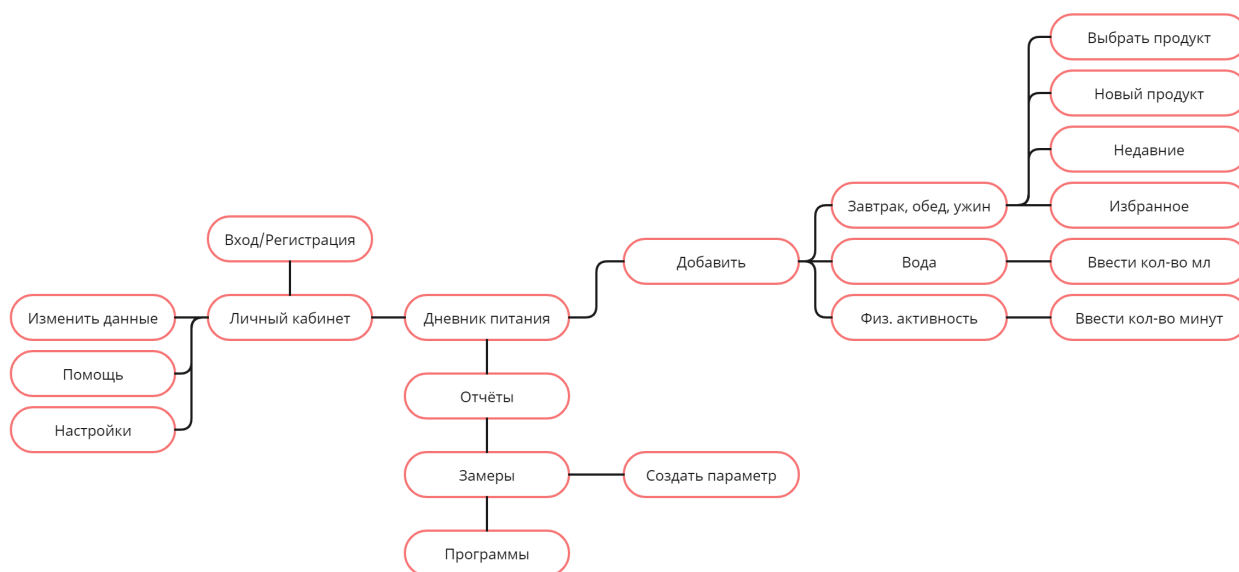 Выбрать продукт
Новый продукт
Недавние
Завтрак, обед, ужин
Избранное
Вход/Регистрация
Добавить
Вода
Ввести кол-во мл
Изменить данные
Личный кабинет
Дневник питания
Физ. активность
Ввести кол-во минут
Помощь
Отчёты
Настройки
Замеры
Создать параметр
Программы